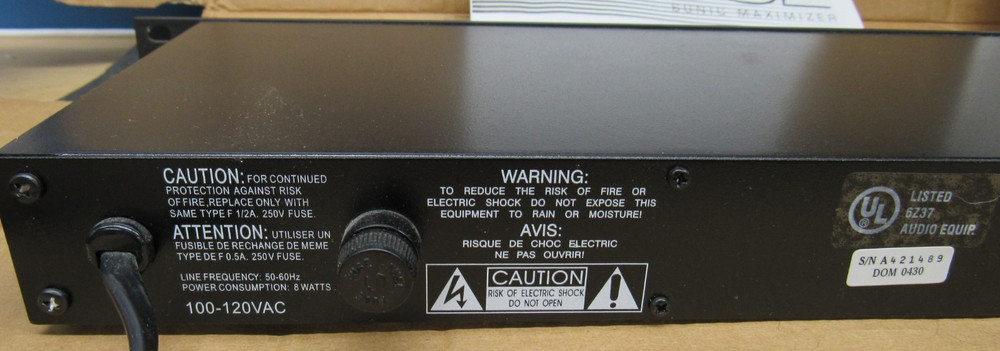 SONIC MAXIMIZER
CAUTION: FOR CONTINUED
PROTECTION AGAINST RISK
OF FIRE, REPLACE ONLY WITH
SAME TYPE F 1/2A. 250V FUSE.
ATTENTION: UTILISER UN
FUSIBLE DE RECHANGE DE MEME
TYPE DE F 0.5A. 250V FUSE.
LINE FREQUENCY: 50-60Hz
POWER CONSUMPTION: 8 WATTS
100-120VAC
WARNING:
TO REDUCE THE RISK OF FIRE OR
ELECTRIC SHOCK DO NOT EXPOSE THIS
EQUIPMENT TO RAIN OR MOISTURE!
AVIS:
RISQUE DE CHOC ELECTRIC
NE PAS OUVRIR!
CAUTION
RISK OF ELECTRIC SHOCK
DO NOT OPEN
!
UL
LISTED
6Z37
AUDIO EQUIP.
S/N A421489
DOM 0430